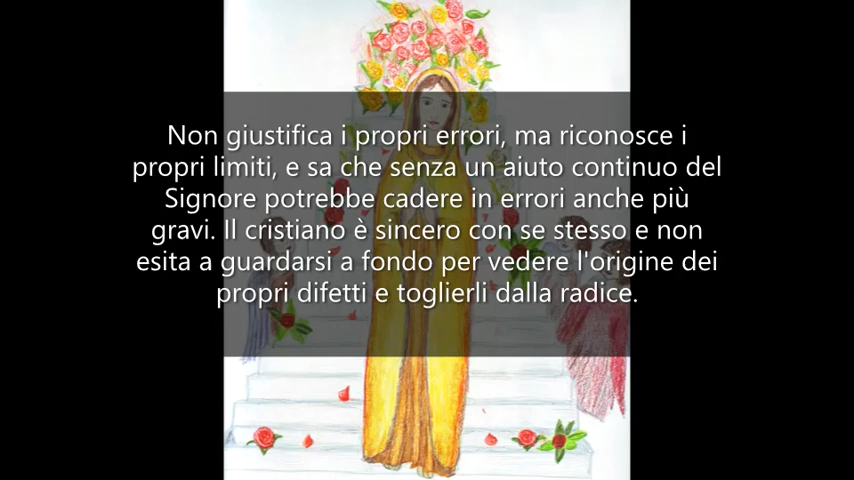 Non giustifica i propri errori, ma riconosce i
propri limiti, e sa che senza un aiuto continuo del
Signore potrebbe cadere in errori anche più
gravi. Il cristiano è sincero con se stesso e non
esita a guardarsi a fondo per vedere l'origine dei
propri difetti e toglierli dalla radice.